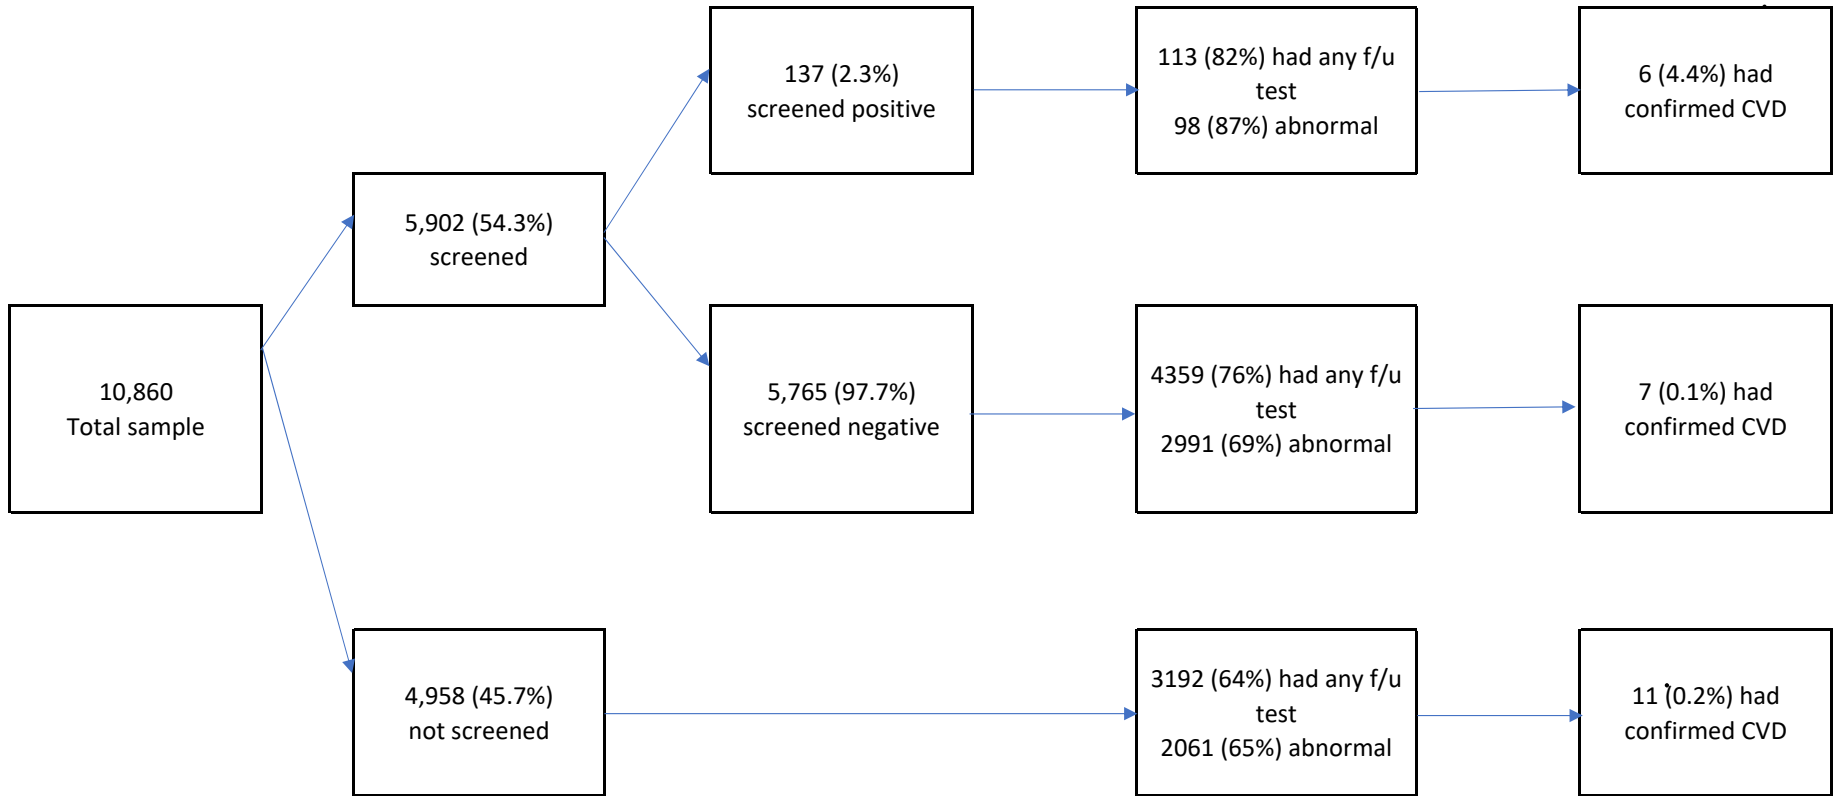 137 (2.3%)
screened positive
113 (82%) had any f/u
test
98 (87%) abnormal
6 (4.4%) had
confirmed CVD
5,902 (54.3%)
screened
10,860
Total sample
5,765 (97.7%)
screened negative
4359 (76%) had any f/u
test
2991 (69%) abnormal
7 (0.1%) had
confirmed CVD
4,958 (45.7%)
not screened
3192 (64%) had any f/u
test
2061 (65%) abnormal
11 (0.2%) had
confirmed CVD